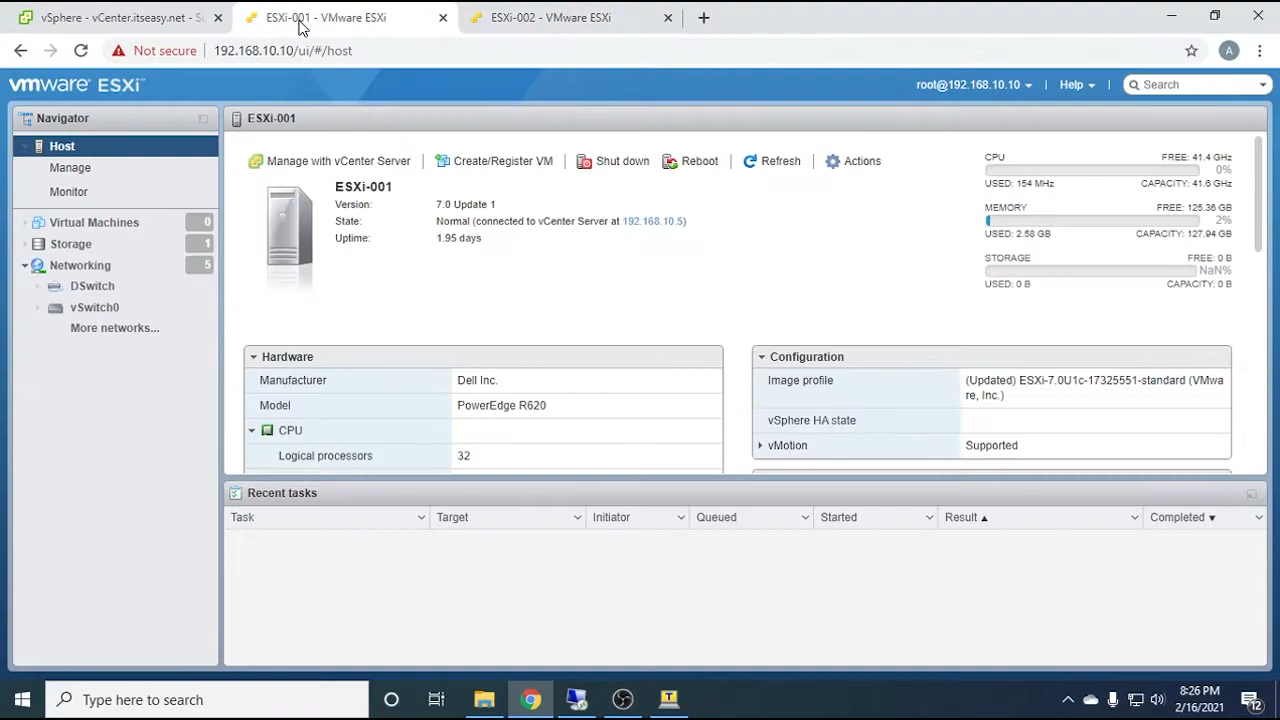 vSphere - vCenter.itseasy.net - Su
ESXi-001 - VMware ESXi
ESXi-002 - VMware ESXi
Not secure
192.168.10.10/ui/#/host
A
vmware ESXi™
root@192.168.10.10
Help
Search
Navigator
Host
Manage
Monitor
Virtual Machines 0
Storage 1
Networking 5
DSwitch
vSwitch0
More networks...
ESXi-001
Manage with vCenter Server
Create/Register VM
Shut down
Reboot
Refresh
Actions
ESXi-001
Version: 7.0 Update 1
State: Normal (connected to vCenter Server at 192.168.10.5)
Uptime: 1.95 days
CPU FREE: 41.4 GHz
0%
USED: 154 MHz CAPACITY: 41.6 GHz
MEMORY FREE: 125.36 GB
2%
USED: 2.58 GB CAPACITY: 127.94 GB
STORAGE FREE: 0 B
NaN%
USED: 0 B CAPACITY: 0 B
Hardware
Manufacturer Dell Inc.
Model PowerEdge R620
CPU
Logical processors 32
Configuration
Image profile (Updated) ESXi-7.0U1c-17325551-standard (VMwa
re, Inc.)
vSphere HA state
vMotion Supported
Recent tasks
Task Target Initiator Queued Started Result Completed
Type here to search
T
8:26 PM
2/16/2021
12